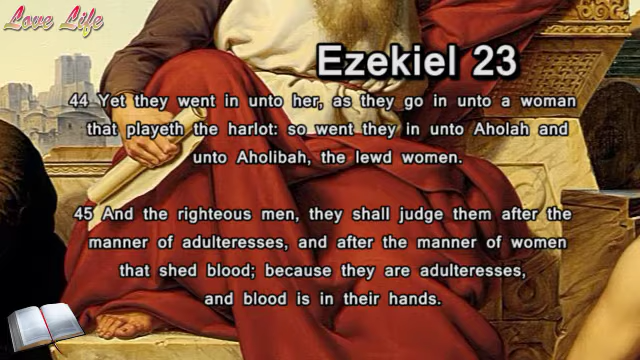 Love Life
Ezekiel 23
44 Yet they went in unto her, as they go in unto a woman
that playeth the harlot: so went they in unto Aholah and
unto Aholibah, the lewd women.
45 And the righteous men, they shall judge them after the
manner of adulteresses, and after the manner of women
that shed blood; because they are adulteresses,
and blood is in their hands.